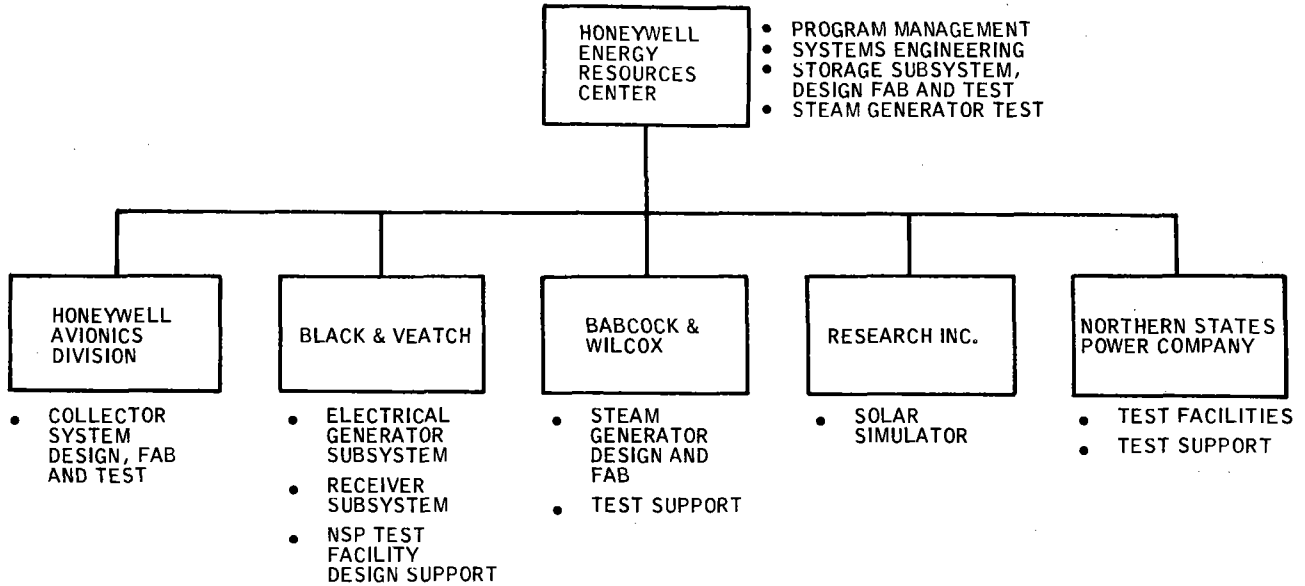 HONEYWELL
ENERGY
RESOURCES
CENTER
• PROGRAM MANAGEMENT
• SYSTEMS ENGINEERING
• STORAGE SUBSYSTEM,
DESIGN FAB AND TEST
• STEAM GENERATOR TEST
HONEYWELL
AVIONICS
DIVISION
• COLLECTOR
SYSTEM
DESIGN, FAB
AND TEST
BLACK & VEATCH
• ELECTRICAL
GENERATOR
SUBSYSTEM
• RECEIVER
SUBSYSTEM
• NSP TEST
FACILITY
DESIGN SUPPORT
BABCOCK &
WILCOX
• STEAM
GENERATOR
DESIGN AND
FAB
• TEST SUPPORT
RESEARCH INC.
• SOLAR
SIMULATOR
NORTHERN STATES
POWER COMPANY
• TEST FACILITIES
• TEST SUPPORT